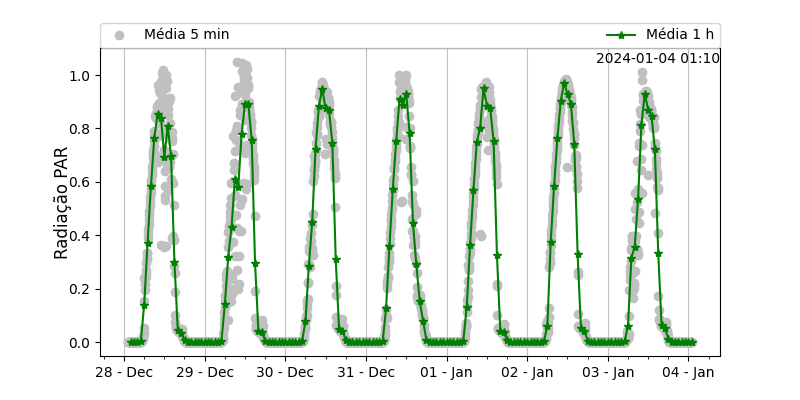 Média 5 min
Média 1 h
2024-01-04 01:10
Radiação PAR
1.0
0.8
0.6
0.4
0.2
0.0
28 - Dec
29 - Dec
30 - Dec
31 - Dec
01 - Jan
02 - Jan
03 - Jan
04 - Jan